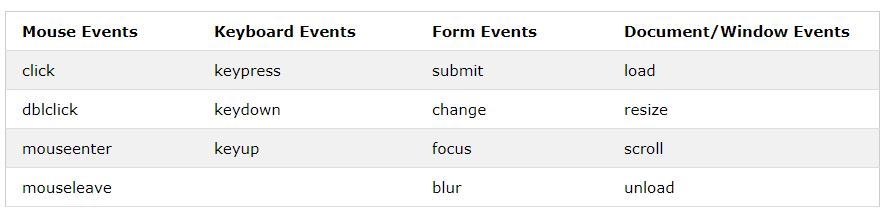 Mouse Events Keyboard Events Form Events Document/Window Events
click keypress submit load
dblclick keydown change resize
mouseenter keyup focus scroll
mouseleave blur unload